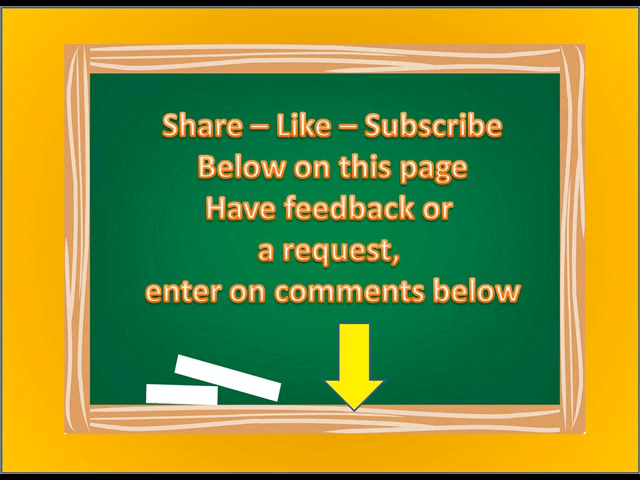 Share – Like – Subscribe
Below on this page
Have feedback or
a request,
enter on comments below